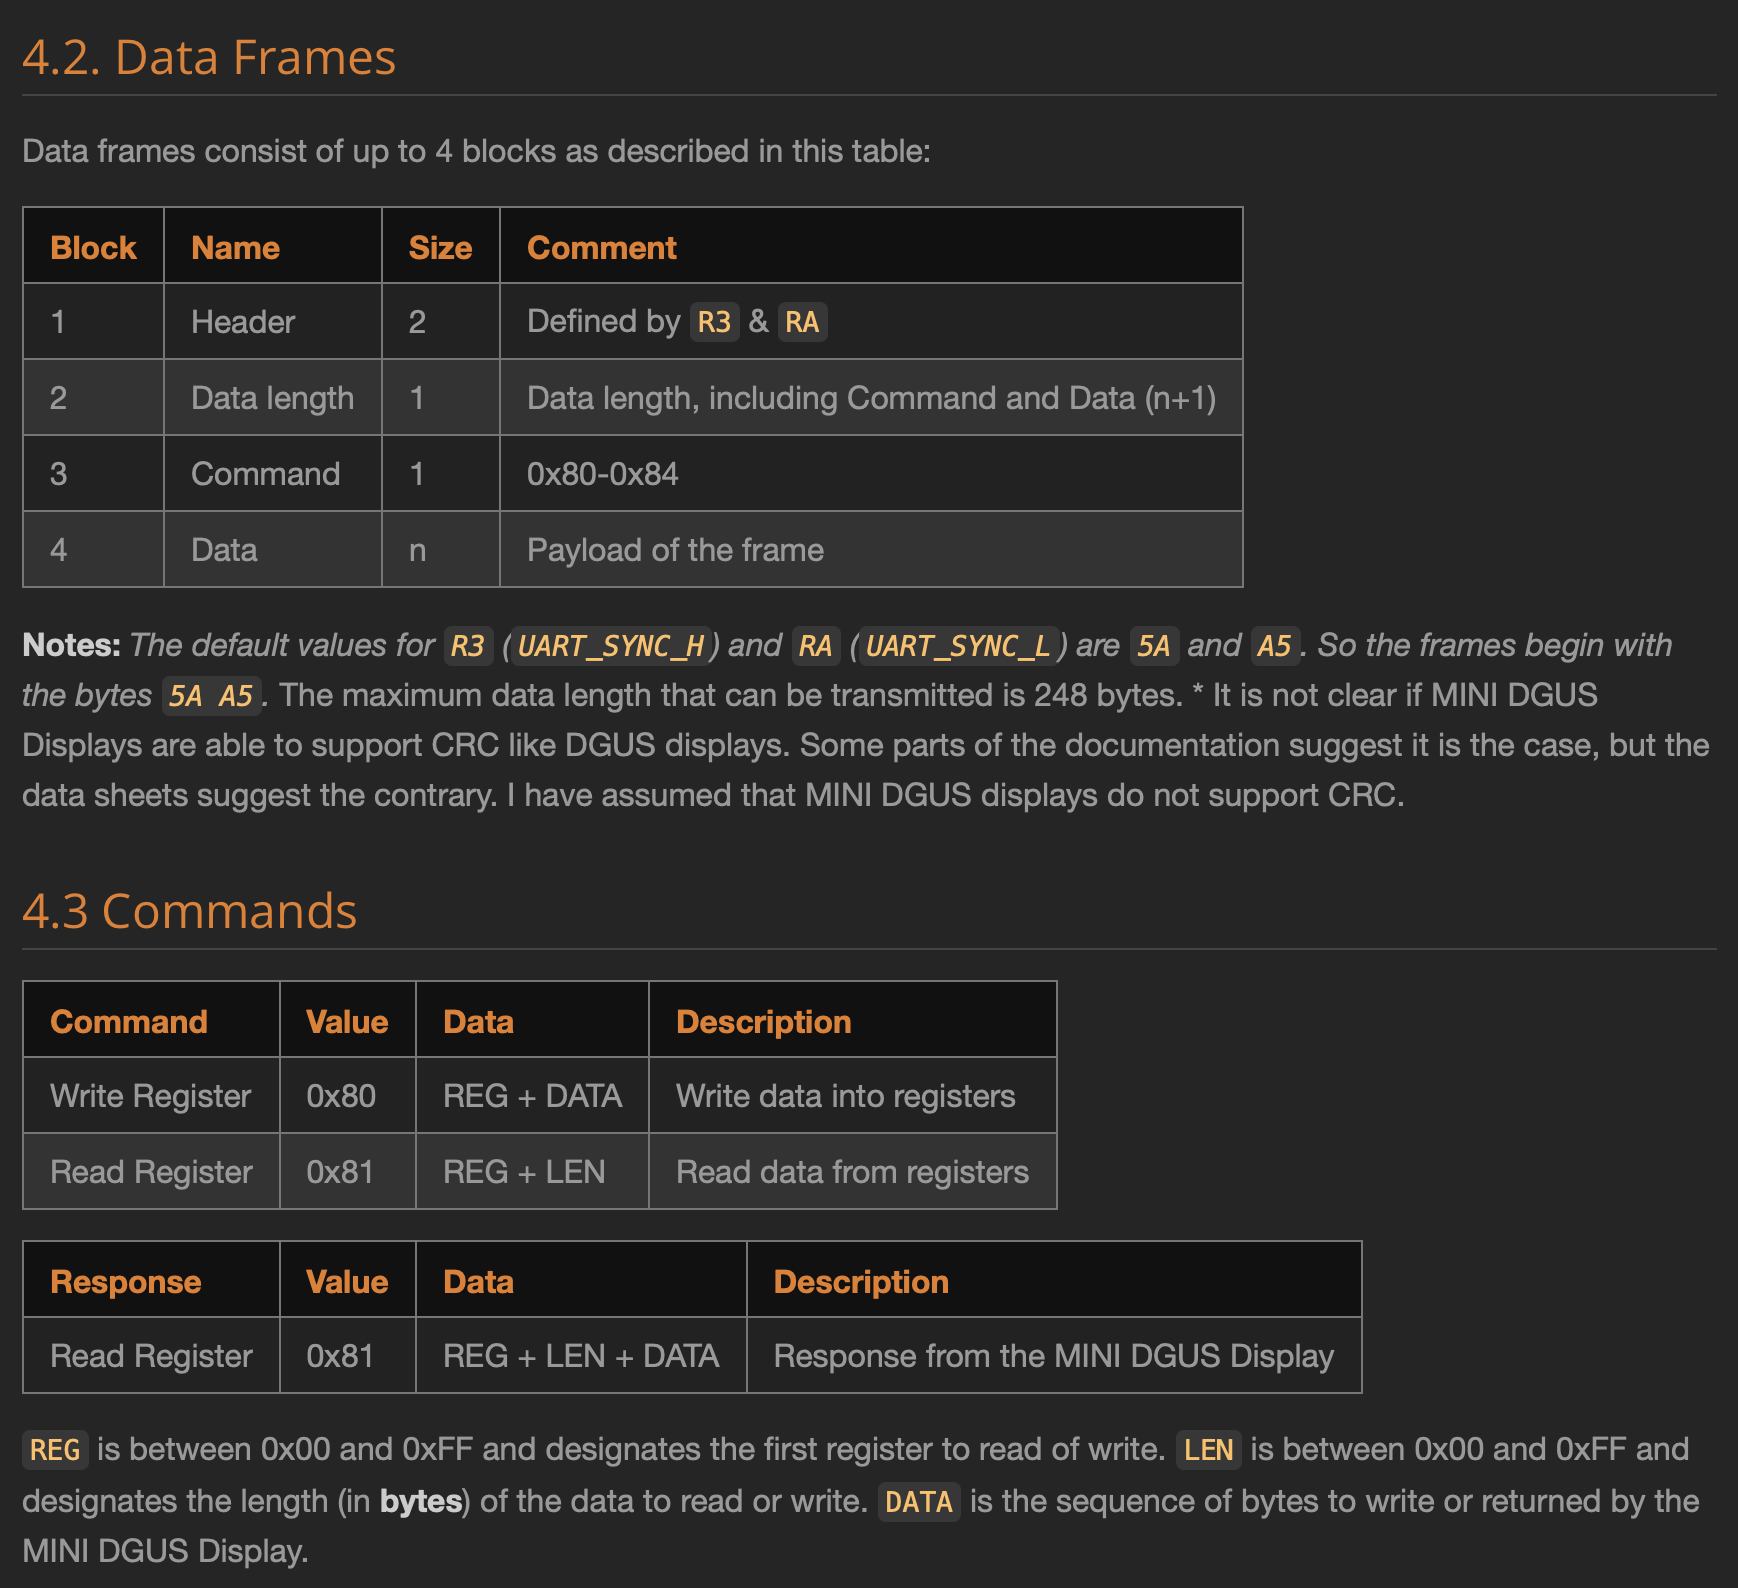 4.2. Data Frames
Data frames consist of up to 4 blocks as described in this table:
Block Name Size Comment
1 Header 2 Defined by R3 & RA
2 Data length 1 Data length, including Command and Data (n+1)
3 Command 1 0x80-0x84
4 Data n Payload of the frame
Notes: The default values for R3 (UART_SYNC_H) and RA (UART_SYNC_L) are 5A and A5. So the frames begin with
the bytes 5A A5. The maximum data length that can be transmitted is 248 bytes. * It is not clear if MINI DGUS
Displays are able to support CRC like DGUS displays. Some parts of the documentation suggest it is the case, but the
data sheets suggest the contrary. I have assumed that MINI DGUS displays do not support CRC.
4.3 Commands
Command Value Data Description
Write Register 0x80 REG + DATA Write data into registers
Read Register 0x81 REG + LEN Read data from registers
Response Value Data Description
Read Register 0x81 REG + LEN + DATA Response from the MINI DGUS Display
REG is between 0x00 and 0xFF and designates the first register to read of write. LEN is between 0x00 and 0xFF and
designates the length (in bytes) of the data to read or write. DATA is the sequence of bytes to write or returned by the
MINI DGUS Display.